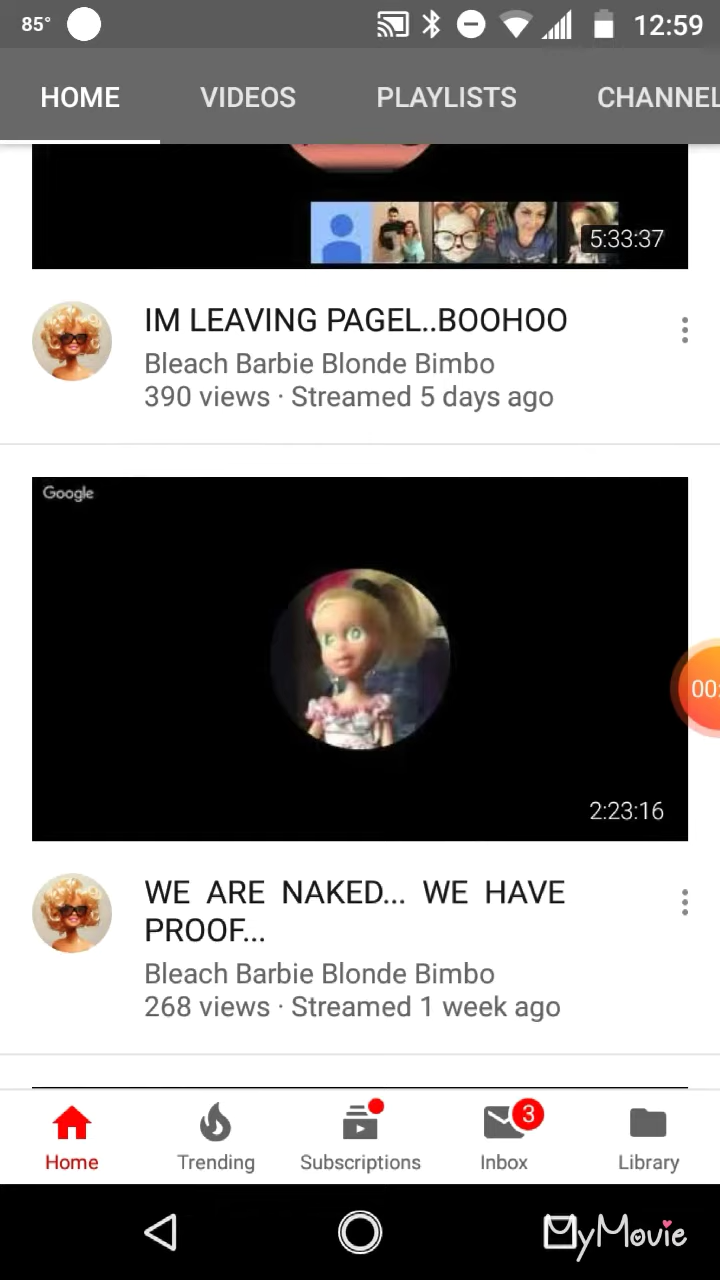 85° 12:59
HOME VIDEOS PLAYLISTS CHANNEL
5:33:37
IM LEAVING PAGEL..BOOHOO
Bleach Barbie Blonde Bimbo
390 views · Streamed 5 days ago
Google
00:
2:23:16
WE ARE NAKED... WE HAVE
PROOF...
Bleach Barbie Blonde Bimbo
268 views · Streamed 1 week ago
3
Home Trending Subscriptions Inbox Library
MyMovie